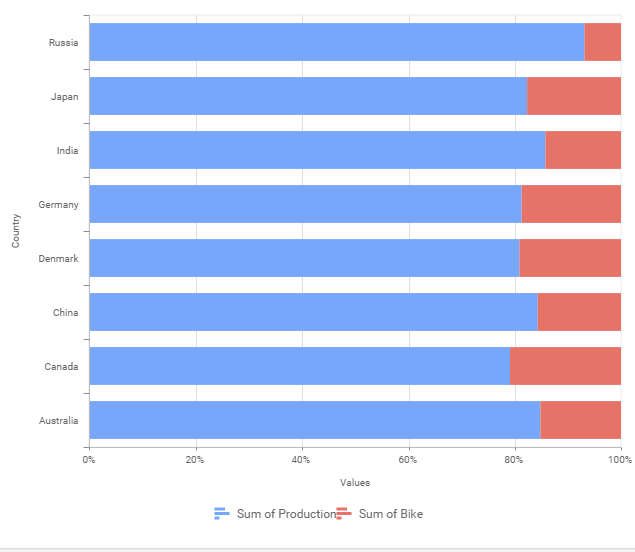 Russia
Japan
India
Germany
Denmark
China
Canada
Australia
Country
0% 20% 40% 60% 80% 100%
Values
Sum of Production Sum of Bike